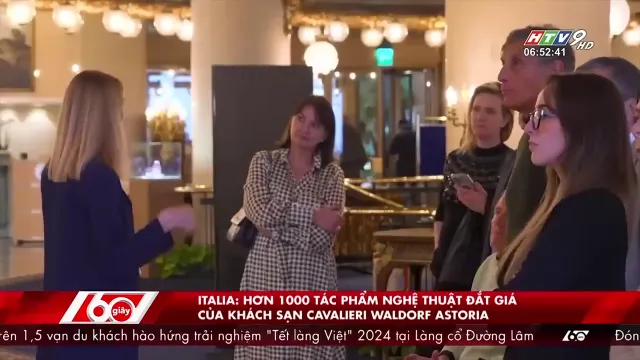 HTV9 HD
06:52:41
60 giây
ITALIA: HƠN 1000 TÁC PHẨM NGHỆ THUẬT ĐẮT GIÁ
CỦA KHÁCH SẠN CAVALIERI WALDORF ASTORIA
rên 1,5 vạn du khách hào hứng trải nghiệm "Tết làng Việt" 2024 tại Làng cổ Đường Lâm 60 Đón